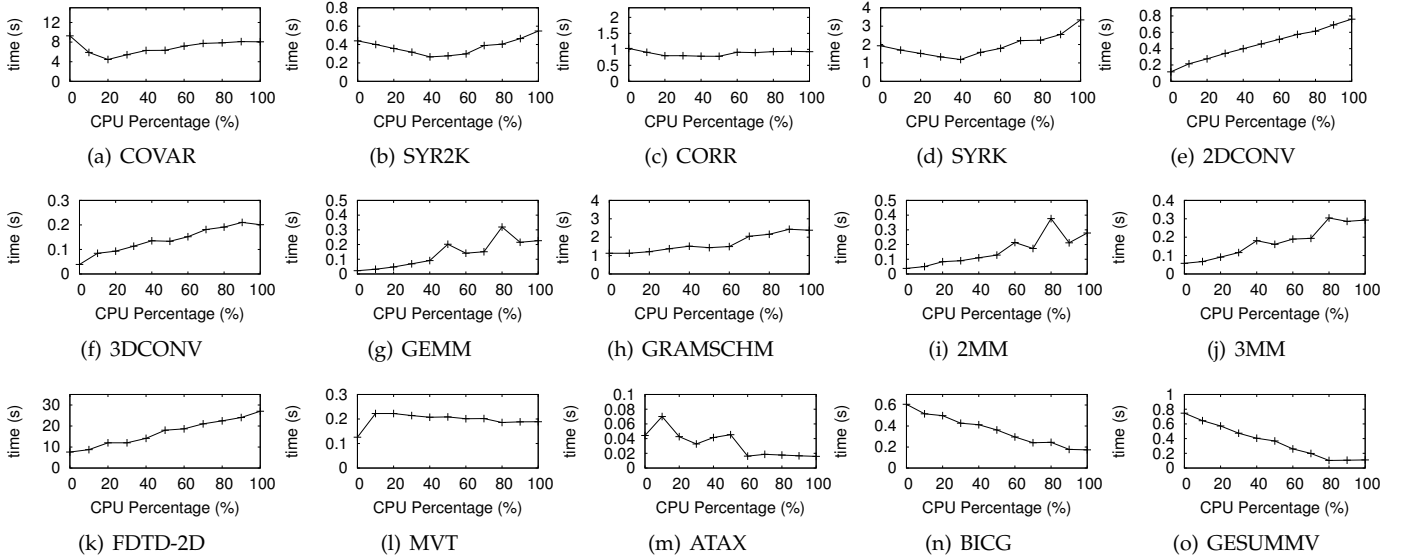 time (s)
12
8
4
0
0 20 40 60 80 100
CPU Percentage (%)
(a) COVAR
time (s)
0.8
0.6
0.4
0.2
0
0 20 40 60 80 100
CPU Percentage (%)
(b) SYR2K
time (s)
2
1.5
1
0.5
0
0 20 40 60 80 100
CPU Percentage (%)
(c) CORR
time (s)
4
3
2
1
0
0 20 40 60 80 100
CPU Percentage (%)
(d) SYRK
time (s)
0.8
0.6
0.4
0.2
0
0 20 40 60 80 100
CPU Percentage (%)
(e) 2DCONV
time (s)
0.3
0.2
0.1
0
0 20 40 60 80 100
CPU Percentage (%)
(f) 3DCONV
time (s)
0.5
0.4
0.3
0.2
0.1
0
0 20 40 60 80 100
CPU Percentage (%)
(g) GEMM
time (s)
4
3
2
1
0
0 20 40 60 80 100
CPU Percentage (%)
(h) GRAMSCHM
time (s)
0.5
0.4
0.3
0.2
0.1
0
0 20 40 60 80 100
CPU Percentage (%)
(i) 2MM
time (s)
0.4
0.3
0.2
0.1
0
0 20 40 60 80 100
CPU Percentage (%)
(j) 3MM
time (s)
30
20
10
0
0 20 40 60 80 100
CPU Percentage (%)
(k) FDTD-2D
time (s)
0.3
0.2
0.1
0
0 20 40 60 80 100
CPU Percentage (%)
(l) MVT
time (s)
0.1
0.08
0.06
0.04
0.02
0
0 20 40 60 80 100
CPU Percentage (%)
(m) ATAX
time (s)
0.6
0.4
0.2
0
0 20 40 60 80 100
CPU Percentage (%)
(n) BICG
time (s)
1
0.8
0.6
0.4
0.2
0
0 20 40 60 80 100
CPU Percentage (%)
(o) GESUMMV